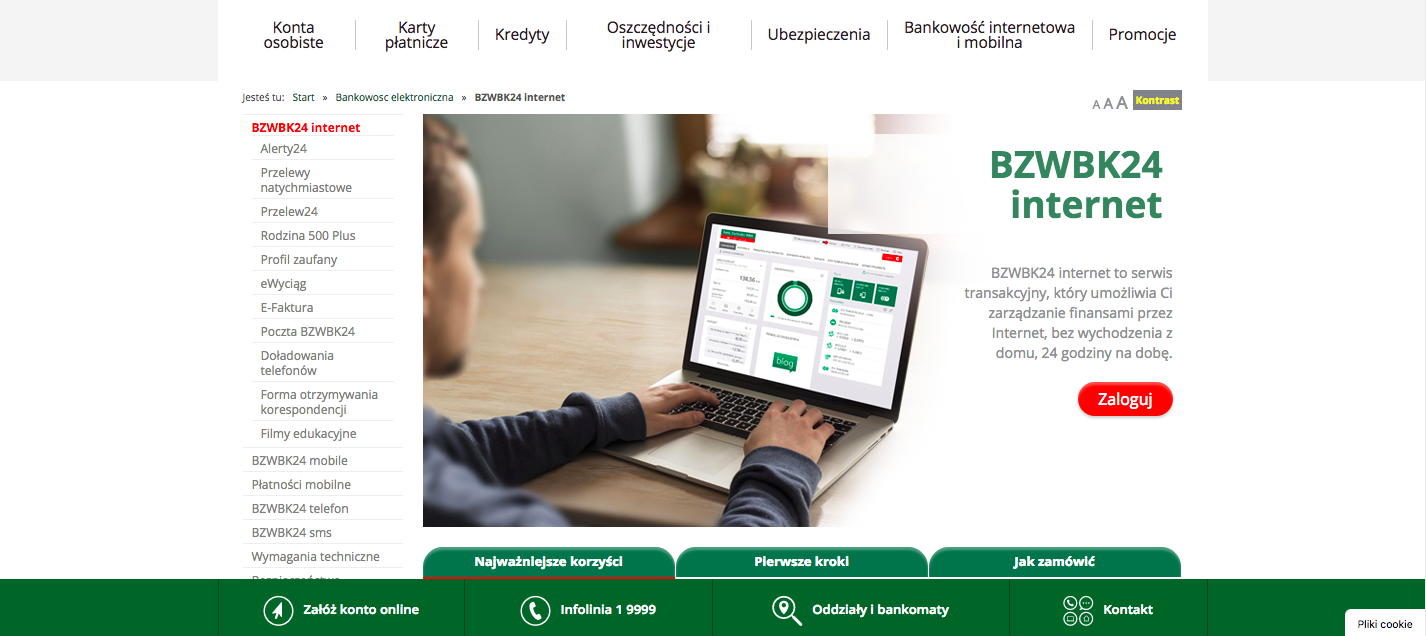 Konta
osobiste
Karty
płatnicze
Kredyty
Oszczędności i
inwestycje
Ubezpieczenia
Bankowość internetowa
i mobilna
Promocje
Jesteś tu: Start » Bankowosc elektroniczna » BZWBK24 internet
A A A Kontrast
BZWBK24 internet
Alerty24
Przelewy
natychmiastowe
Przelew24
Rodzina 500 Plus
Profil zaufany
eWyciąg
E-Faktura
Poczta BZWBK24
Doładowania
telefonów
Forma otrzymywania
korespondencji
Filmy edukacyjne
BZWBK24 mobile
Płatności mobilne
BZWBK24 telefon
BZWBK24 sms
Wymagania techniczne
blog
BZWBK24
internet
BZWBK24 internet to serwis
transakcyjny, który umożliwia Ci
zarządzanie finansami przez
Internet, bez wychodzenia z
domu, 24 godziny na dobę.
Zaloguj
Najważniejsze korzyści
Pierwsze kroki
Jak zamówić
Załóż konto online
Infolinia 1 9999
Oddziały i bankomaty
Kontakt
Pliki cookie